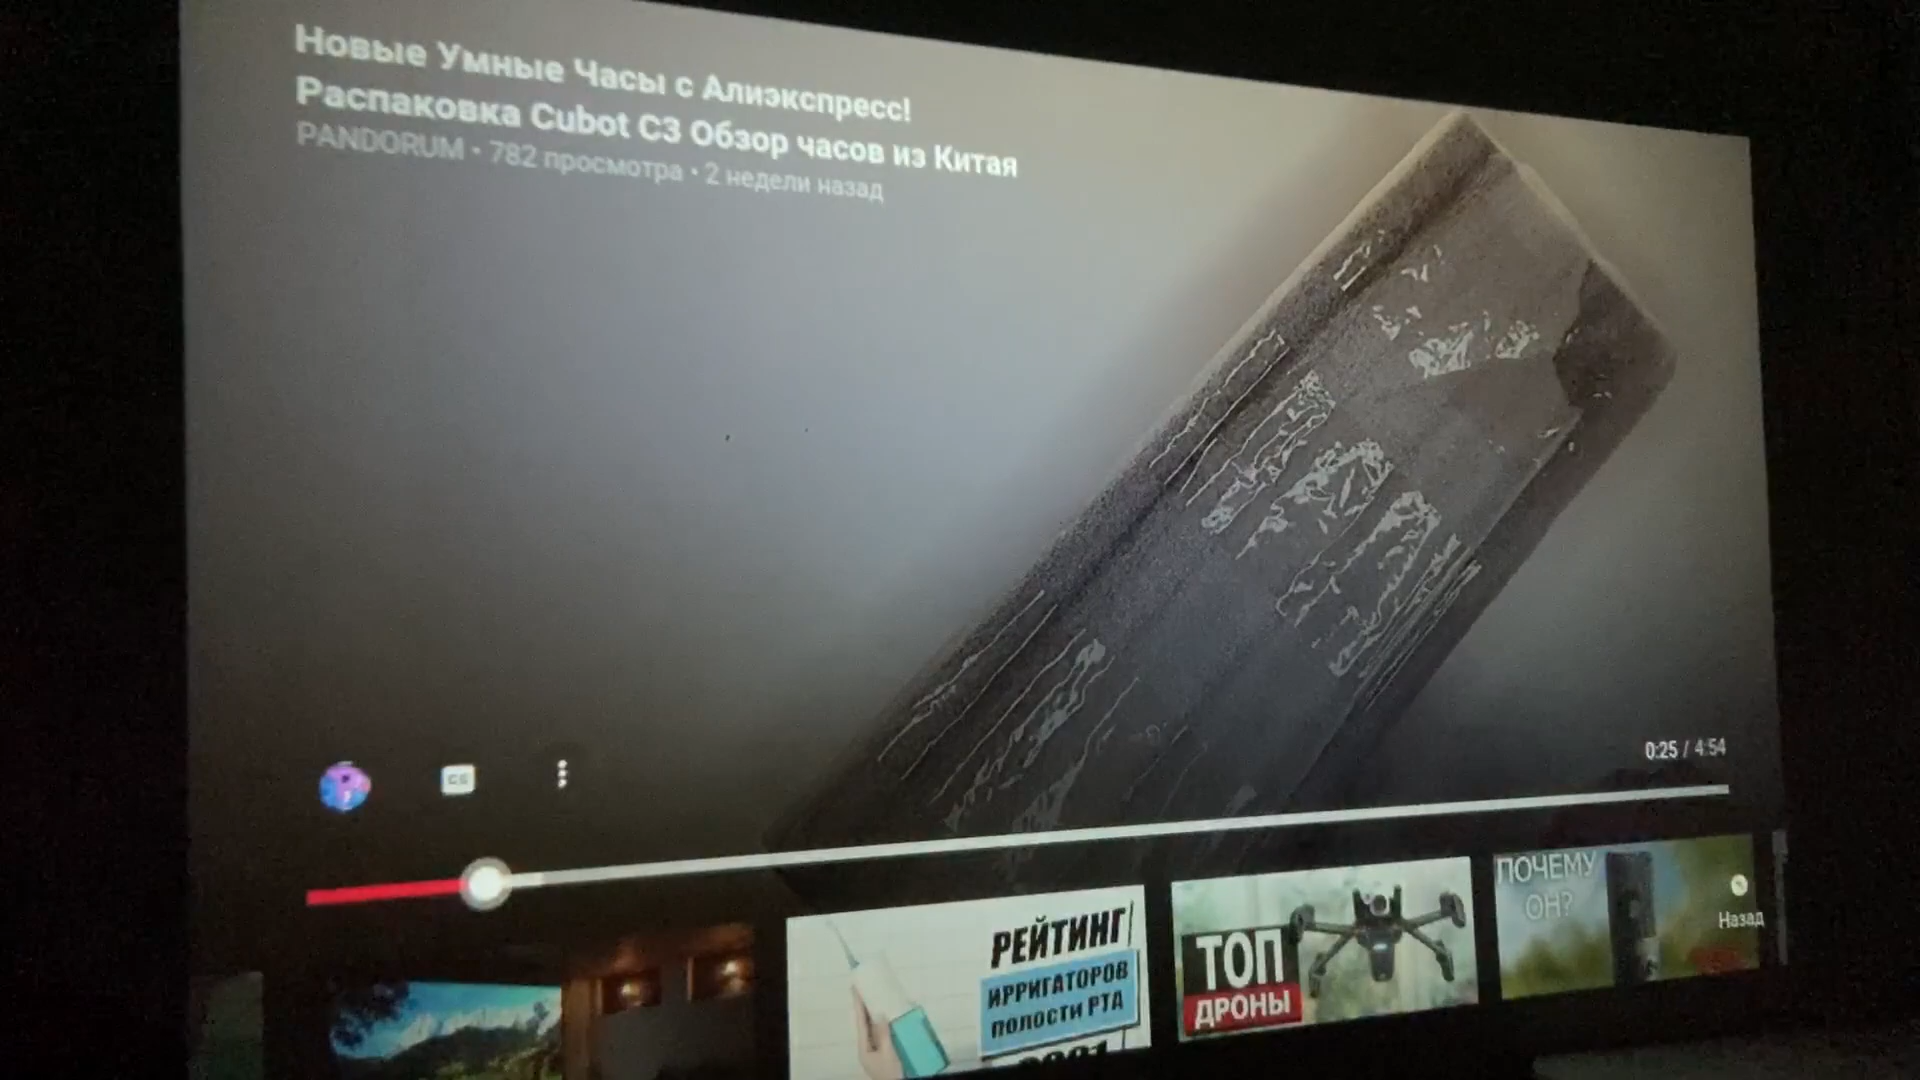 Новые Умные Часы с Алиэкспресс!
Распаковка Cubot C3 Обзор часов из Китая
PANDORUM • 782 просмотра • 2 недели назад
0:25 / 4:54
РЕЙТИНГ
ИРРИГАТОРОВ
ПОЛОСТИ РТА
ТОП
ДРОНЫ
ПОЧЕМУ
ОН?
Назад